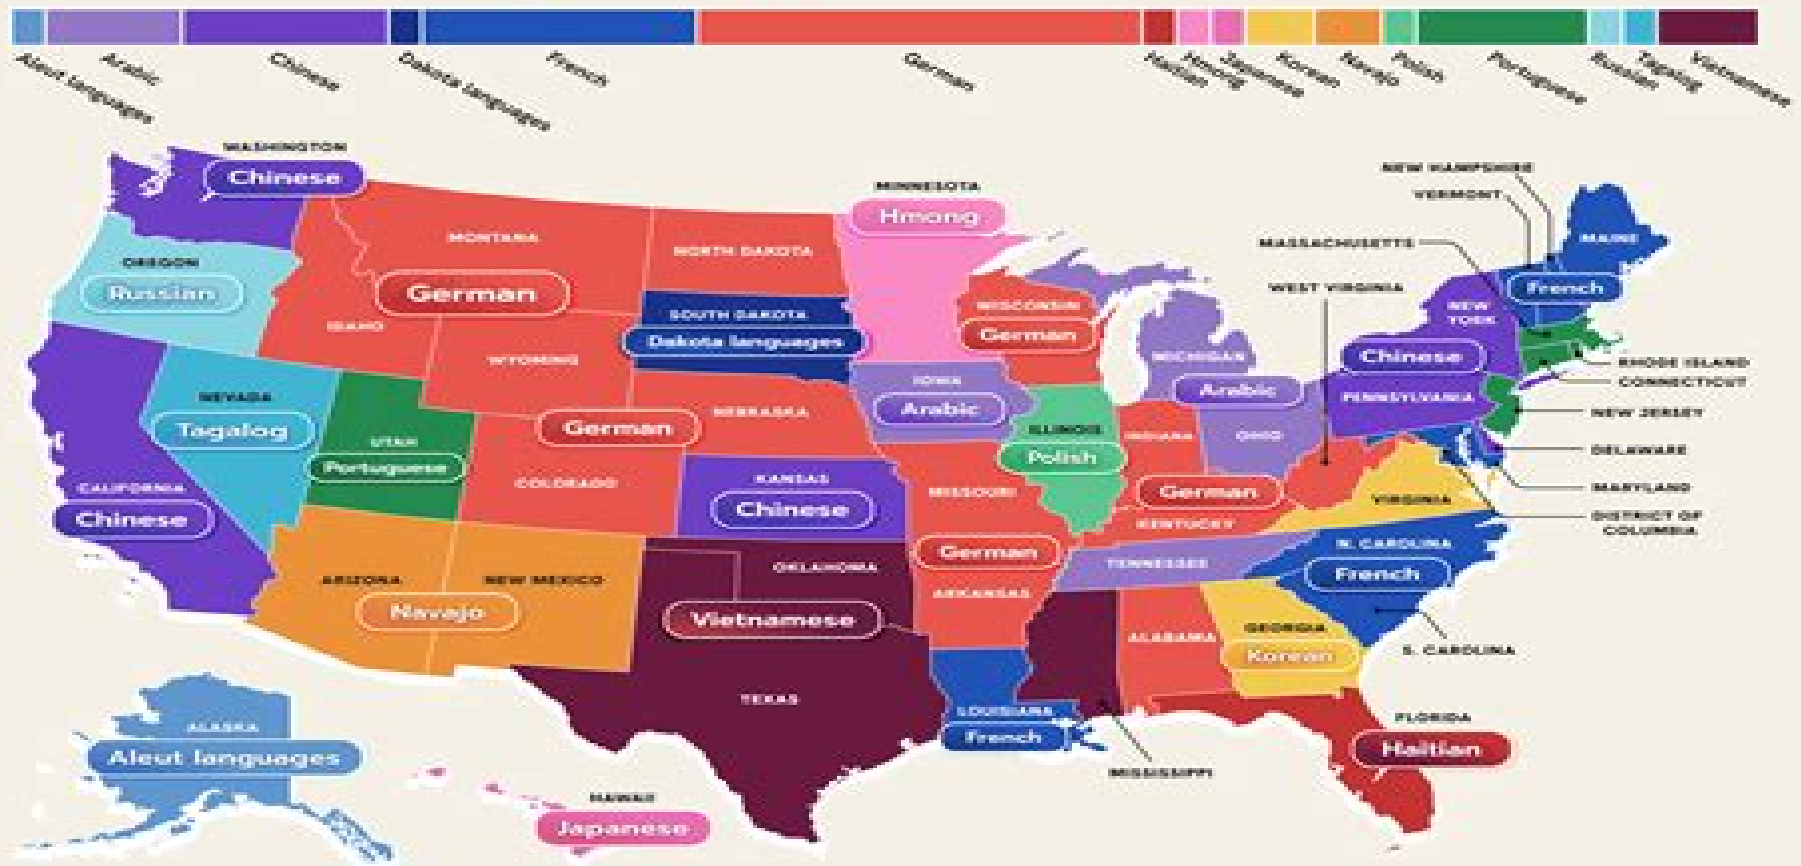 Aleut languages
Arabic
Chinese
Dakota languages
French
German
Haitian
Hmong
Japanese
Korean
Navajo
Polish
Portuguese
Russian
Tagalog
Vietnamese
WASHINGTON
Chinese
MONTANA
NORTH DAKOTA
MINNESOTA
Hmong
NEW HAMPSHIRE
VERMONT
MASSACHUSETTS
MAINE
French
WEST VIRGINIA
OREGON
Russian
German
IDAHO
WYOMING
SOUTH DAKOTA
Dakota languages
WISCONSIN
German
MICHIGAN
Arabic
NEW
YORK
Chinese
PENNSYLVANIA
RHODE ISLAND
CONNECTICUT
NEW JERSEY
DELAWARE
MARYLAND
DISTRICT OF
COLUMBIA
NEVADA
Tagalog
UTAH
Portuguese
German
NEBRASKA
IOWA
Arabic
ILLINOIS
Polish
INDIANA
OHIO
CALIFORNIA
Chinese
COLORADO
KANSAS
Chinese
MISSOURI
German
KENTUCKY
VIRGINIA
ARIZONA
NEW MEXICO
Navajo
OKLAHOMA
Vietnamese
German
ARKANSAS
TENNESSEE
N. CAROLINA
French
S. CAROLINA
ALABAMA
GEORGIA
Korean
TEXAS
LOUISIANA
French
MISSISSIPPI
FLORIDA
Haitian
ALASKA
Aleut languages
HAWAII
Japanese